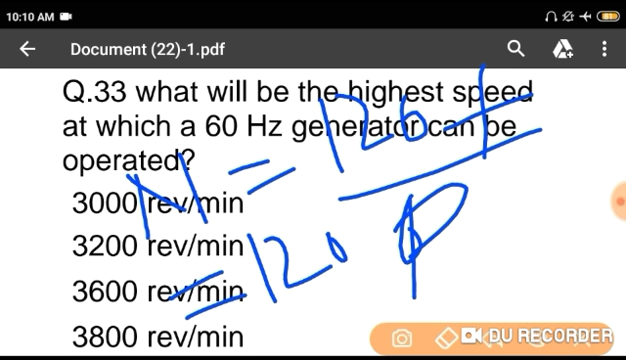 10:10 AM
Document (22)-1.pdf
Q.33 what will be the highest speed
at which a 60 Hz generator can be
operated?
N = 120 f
P
= 120
3000 rev/min
3200 rev/min
3600 rev/min
3800 rev/min
DU RECORDER